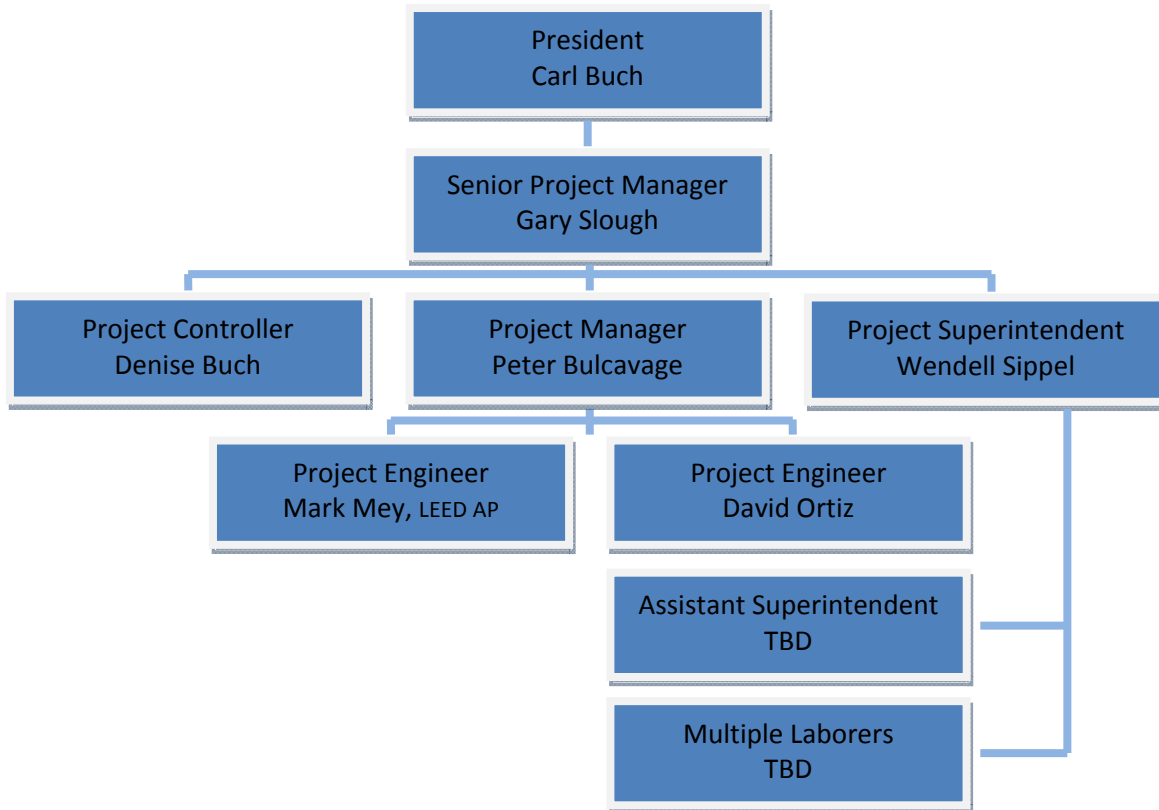 President
Carl Buch
Senior Project Manager
Gary Slough
Project Controller
Denise Buch
Project Manager
Peter Bulcavage
Project Superintendent
Wendell Sippel
Project Engineer
Mark Mey, LEED AP
Project Engineer
David Ortiz
Assistant Superintendent
TBD
Multiple Laborers
TBD